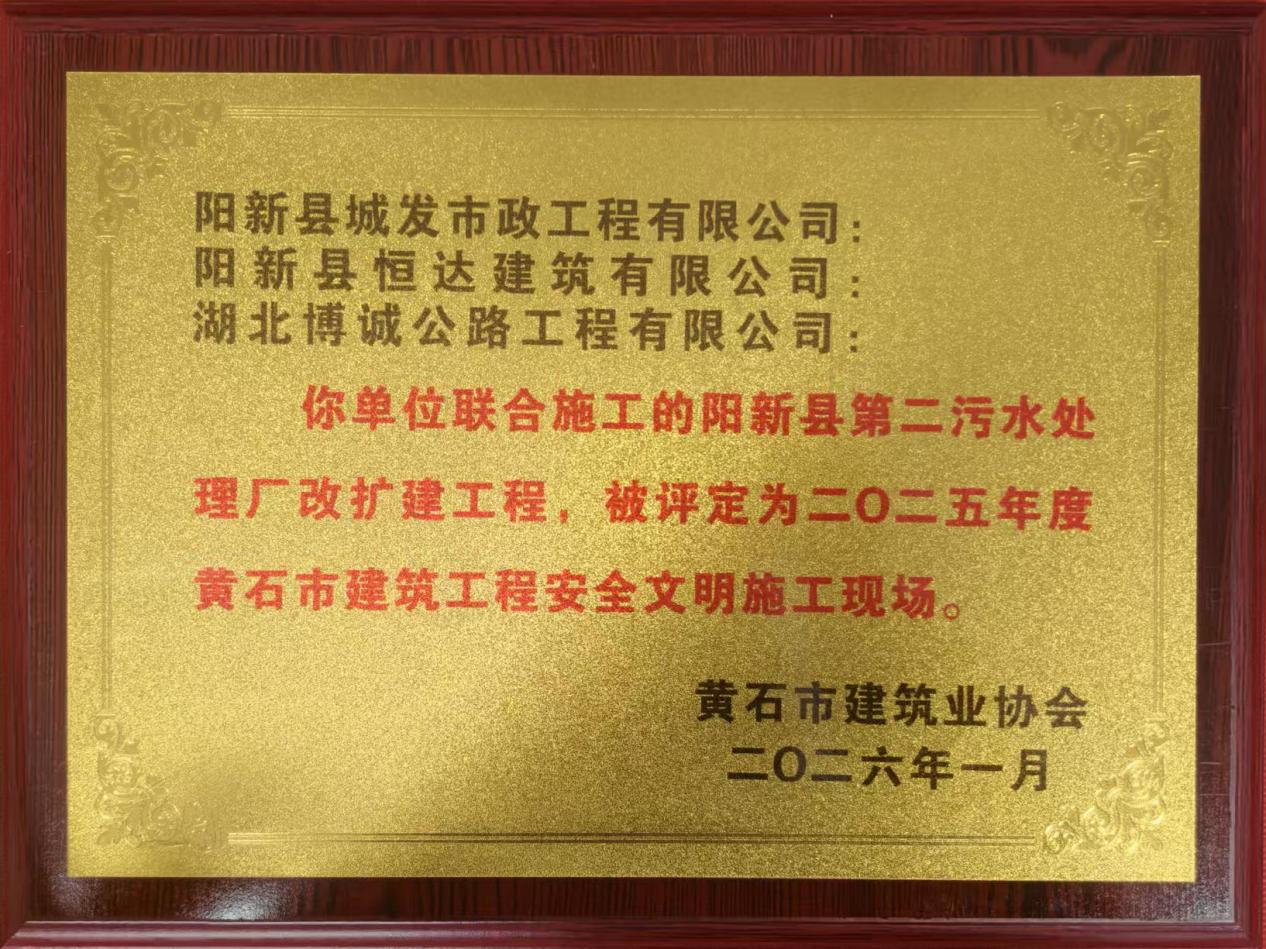 阳新县城发市政工程有限公司：
阳新县恒达建筑有限公司：
湖北博诚公路工程有限公司：
你单位联合施工的阳新县第二污水处
理厂改扩建工程，被评定为二〇二五年度
黄石市建筑工程安全文明施工现场。
黄石市建筑业协会
二〇二六年一月